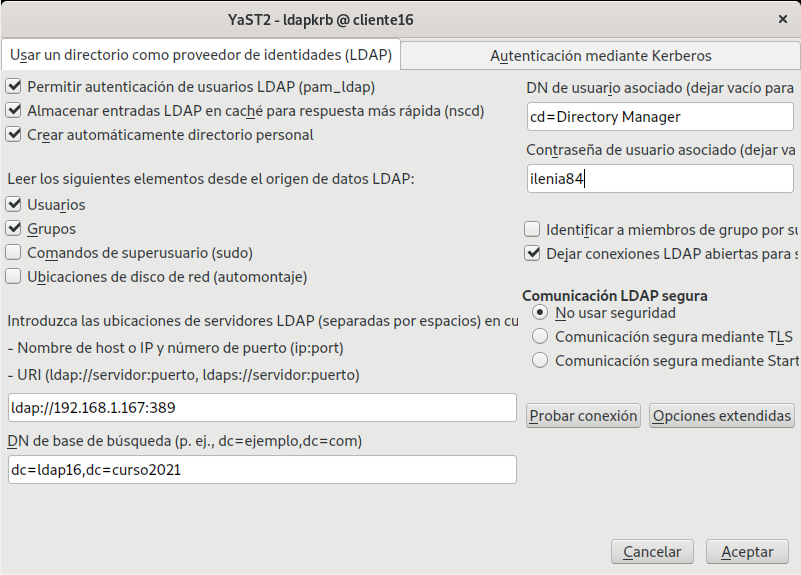 YaST2 - ldapkrb @ cliente16
Usar un directorio como proveedor de identidades (LDAP)
Autenticación mediante Kerberos
Permitir autenticación de usuarios LDAP (pam_ldap)
Almacenar entradas LDAP en caché para respuesta más rápida (nscd)
Crear automáticamente directorio personal
Leer los siguientes elementos desde el origen de datos LDAP:
Usuarios
Grupos
Comandos de superusuario (sudo)
Ubicaciones de disco de red (automontaje)
Introduzca las ubicaciones de servidores LDAP (separadas por espacios) en cu
- Nombre de host o IP y número de puerto (ip:port)
- URI (ldap://servidor:puerto, ldaps://servidor:puerto)
ldap://192.168.1.167:389
DN de base de búsqueda (p. ej., dc=ejemplo,dc=com)
dc=ldap16,dc=curso2021
DN de usuario asociado (dejar vacío para
cd=Directory Manager
Contraseña de usuario asociado (dejar va
ilenia84
Identificar a miembros de grupo por su
Dejar conexiones LDAP abiertas para s
Comunicación LDAP segura
No usar seguridad
Comunicación segura mediante TLS
Comunicación segura mediante Start
Probar conexión
Opciones extendidas
Cancelar
Aceptar